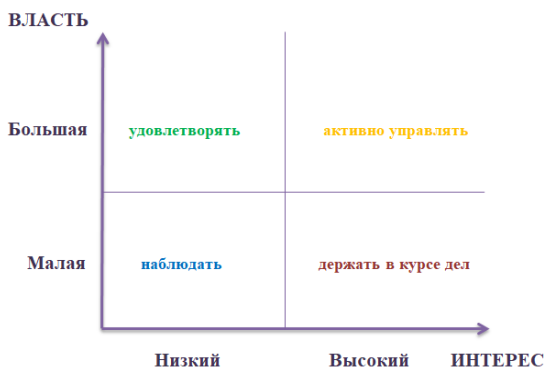 ВЛАСТЬ
Большая
удовлетворять
активно управлять
Малая
наблюдать
держать в курсе дел
Низкий
Высокий
ИНТЕРЕС